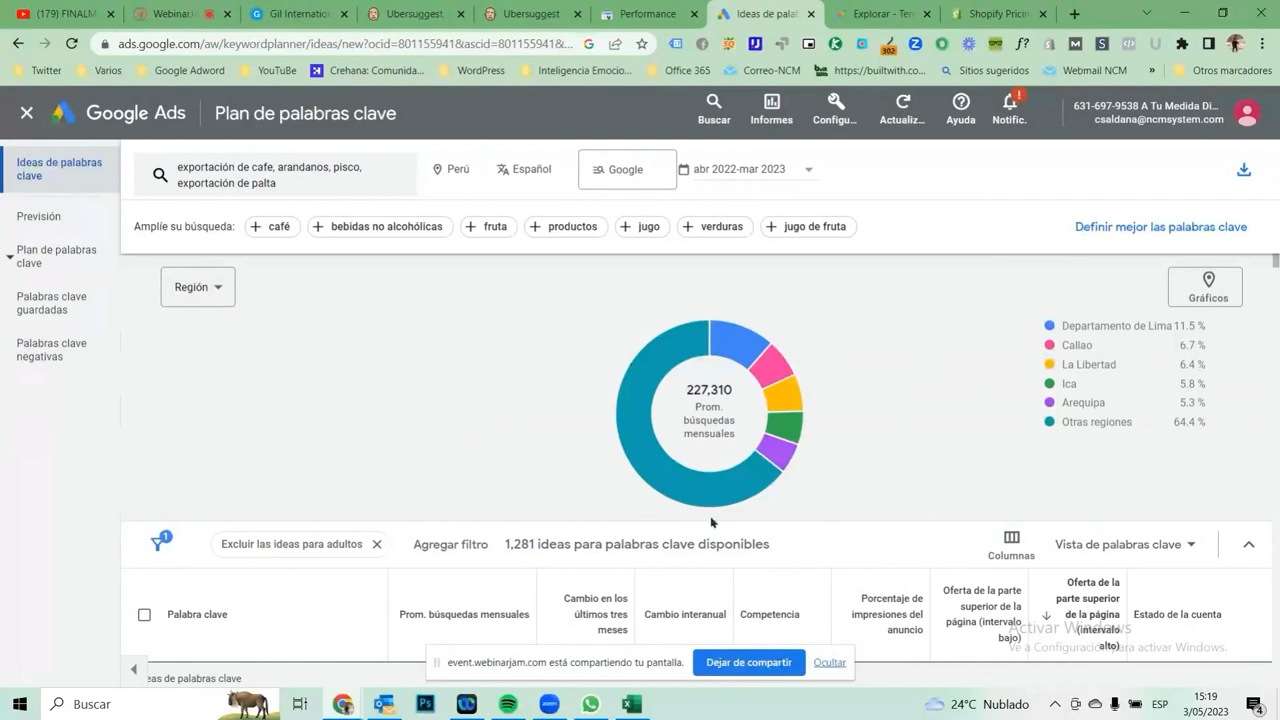 (179) FINALM
WebinarJ
Gil Internation
Ubersuggest
Ubersuggest
Performance
Ideas de palab
Explorar - Ten
Shopify Pricin
ads.google.com/aw/keywordplanner/ideas/new?ocid=801155941&ascid=801155941&...
302
Twitter
Varios
Google Adword
YouTube
Crehana: Comunida...
WordPress
Inteligencia Emocio...
Office 365
Correo-NCM
https://builtwith.co...
Sitios sugeridos
Webmail NCM
»
Otros marcadores
Google Ads
Plan de palabras clave
Buscar
Informes
Configu...
Actualiz...
Ayuda
Notific.
631-697-9538 A Tu Medida Di...
csaldana@ncmsystem.com
Ideas de palabras
clave
Previsión
Plan de palabras
clave
Palabras clave
guardadas
Palabras clave
negativas
exportación de cafe, arandanos, pisco,
exportación de palta
Perú
Español
Google
abr 2022-mar 2023
Amplíe su búsqueda:
+ café
+ bebidas no alcohólicas
+ fruta
+ productos
+ jugo
+ verduras
+ jugo de fruta
Definir mejor las palabras clave
Región
Gráficos
227,310
Prom.
búsquedas
mensuales
Departamento de Lima 11.5 %
Callao 6.7 %
La Libertad 6.4 %
Ica 5.8 %
Arequipa 5.3 %
Otras regiones 64.4 %
1
Excluir las ideas para adultos
Agregar filtro
1,281 ideas para palabras clave disponibles
Columnas
Vista de palabras clave
Palabra clave
Prom. búsquedas mensuales
Cambio en los
últimos tres
meses
Cambio interanual
Competencia
Porcentaje de
impresiones del
anuncio
Oferta de la parte
superior de la
página (intervalo
bajo)
Oferta de la
parte superior
de la página
(intervalo
alto)
Estado de la cuenta
Activar Windows
Ve a Configuración para activar Windows.
event.webinarjam.com está compartiendo tu pantalla.
Dejar de compartir
Ocultar
eas de palabras clave
Buscar
24°C Nublado
ESP
15:19
3/05/2023
4